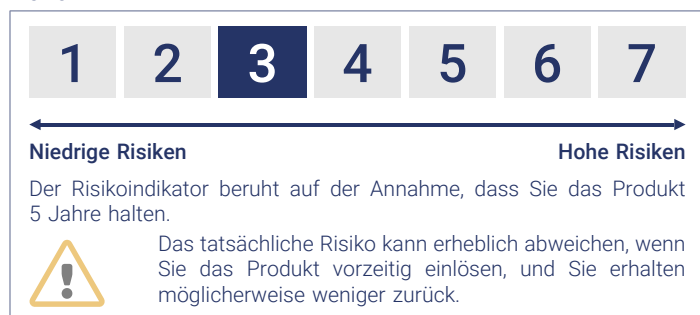 1 2 3 4 5 6 7
Niedrige Risiken Hohe Risiken
Der Risikoindikator beruht auf der Annahme, dass Sie das Produkt
5 Jahre halten.
Das tatsächliche Risiko kann erheblich abweichen, wenn
Sie das Produkt vorzeitig einlösen, und Sie erhalten
möglicherweise weniger zurück.